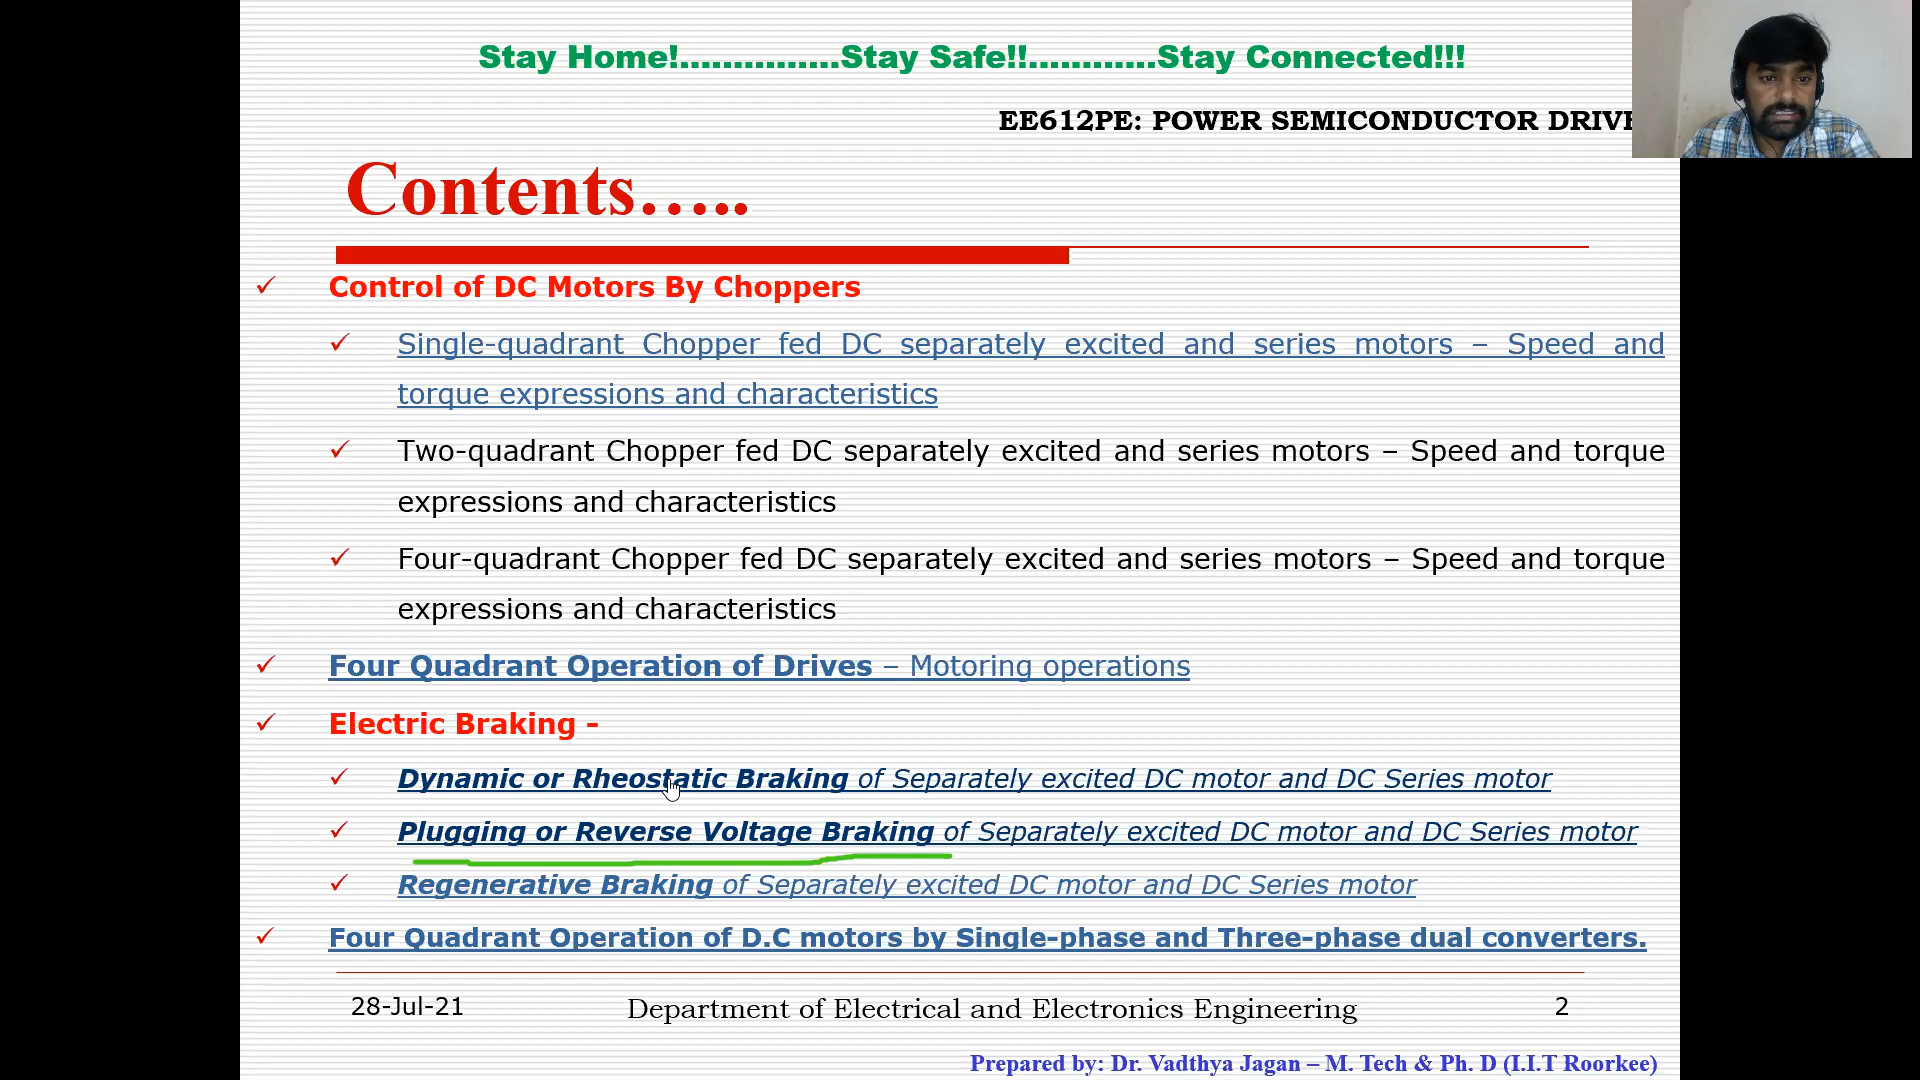 Stay Home!...............Stay Safe!!............Stay Connected!!!
EE612PE: POWER SEMICONDUCTOR
Contents…..
Control of DC Motors By Choppers
Single-quadrant Chopper fed DC separately excited and series motors – Speed and
torque expressions and characteristics
Two-quadrant Chopper fed DC separately excited and series motors – Speed and torque
expressions and characteristics
Four-quadrant Chopper fed DC separately excited and series motors – Speed and torque
expressions and characteristics
Four Quadrant Operation of Drives – Motoring operations
Electric Braking -
Dynamic or Rheostatic Braking of Separately excited DC motor and DC Series motor
Plugging or Reverse Voltage Braking of Separately excited DC motor and DC Series motor
Regenerative Braking of Separately excited DC motor and DC Series motor
Four Quadrant Operation of D.C motors by Single-phase and Three-phase dual converters.
28-Jul-21
Department of Electrical and Electronics Engineering
2
Prepared by: Dr. Vadthya Jagan – M. Tech & Ph. D (I.I.T Roorkee)